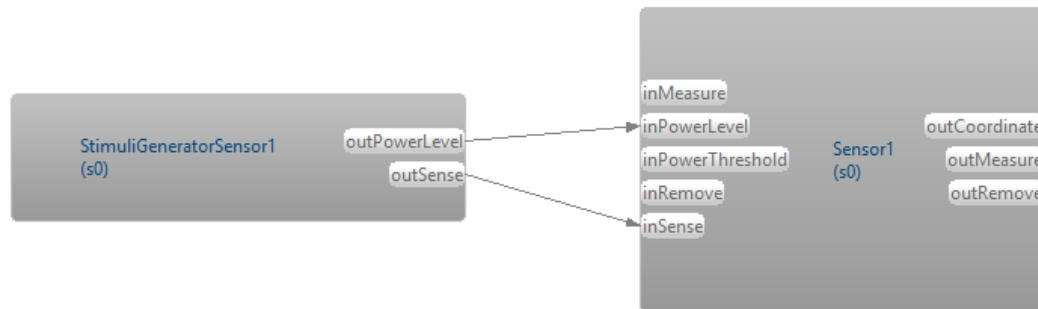 StimuliGeneratorSensor1
(s0)
outPowerLevel
outSense
inMeasure
inPowerLevel
inPowerThreshold
inRemove
inSense
Sensor1
(s0)
outCoordinate
outMeasure
outRemove